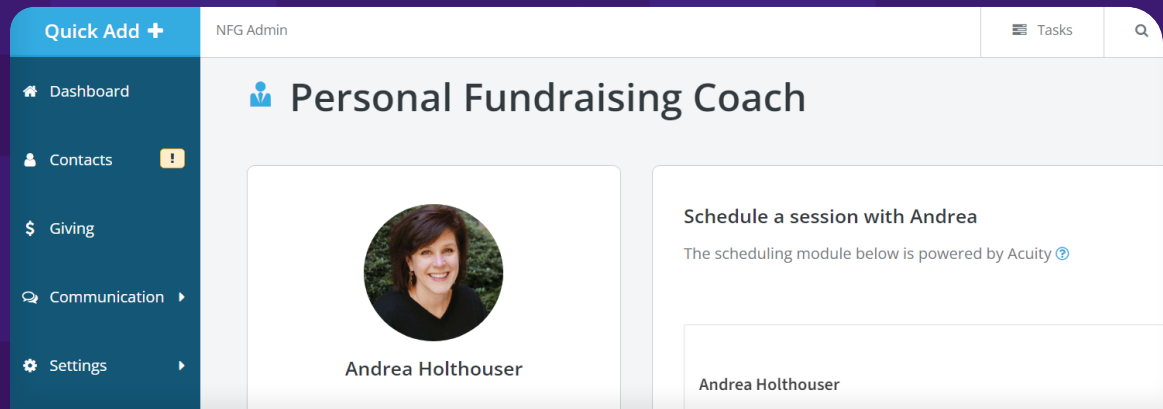 Quick Add
NFG Admin
Tasks
Dashboard
Contacts
!
Giving
Communication
Settings
Personal Fundraising Coach
Andrea Holthouser
Schedule a session with Andrea
The scheduling module below is powered by Acuity ?
Andrea Holthouser